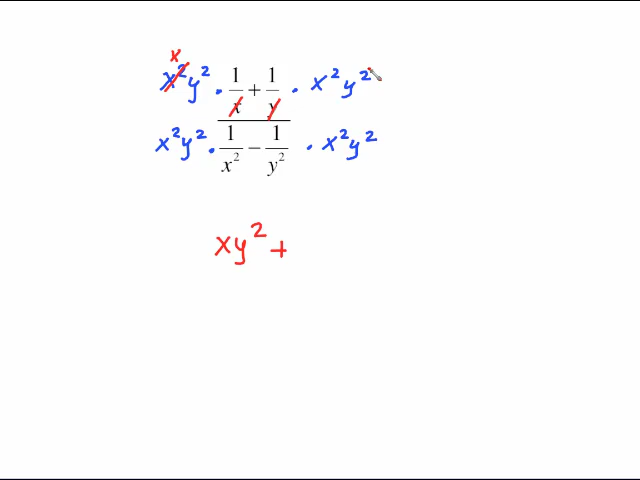 x
x²y² · 1/x + 1/y · x²y²
x²y² · 1/x² − 1/y² · x²y²
xy² +